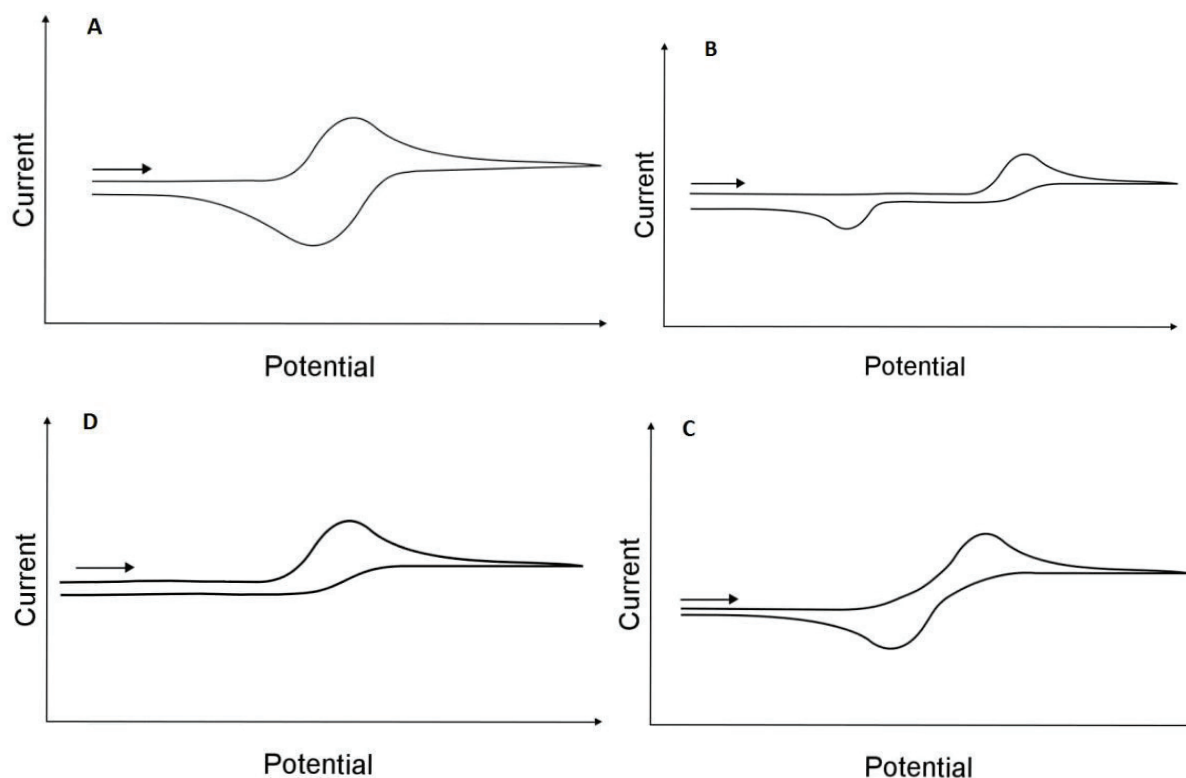 A
Current
Potential
B
Current
Potential
D
Current
Potential
C
Current
Potential